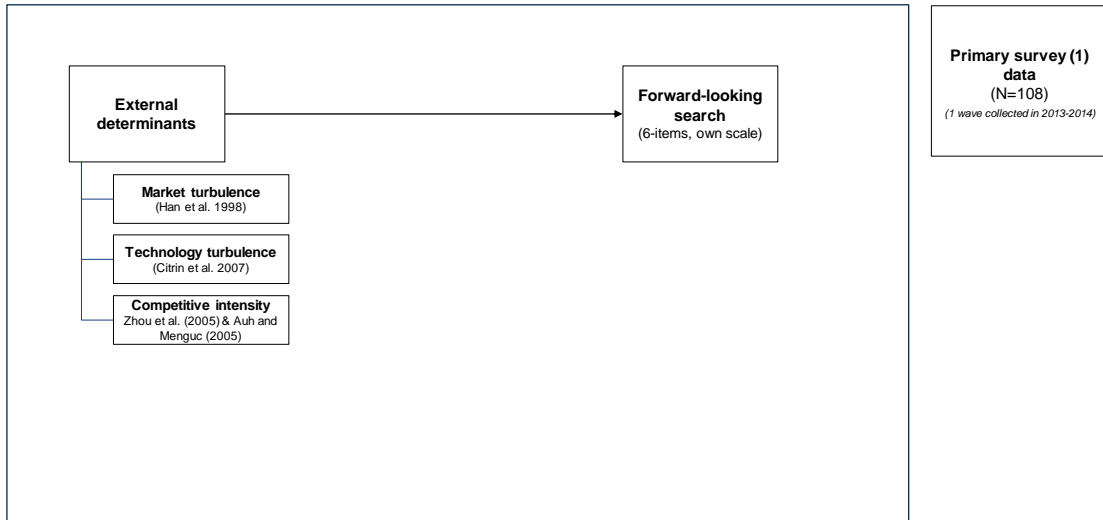 External
determinants
Market turbulence
(Han et al. 1998)
Technology turbulence
(Citrin et al. 2007)
Competitive intensity
Zhou et al. (2005) & Auh and
Menguc (2005)
Forward-looking
search
(6-items, own scale)
Primary survey (1)
data
(N=108)
(1 wave collected in 2013-2014)